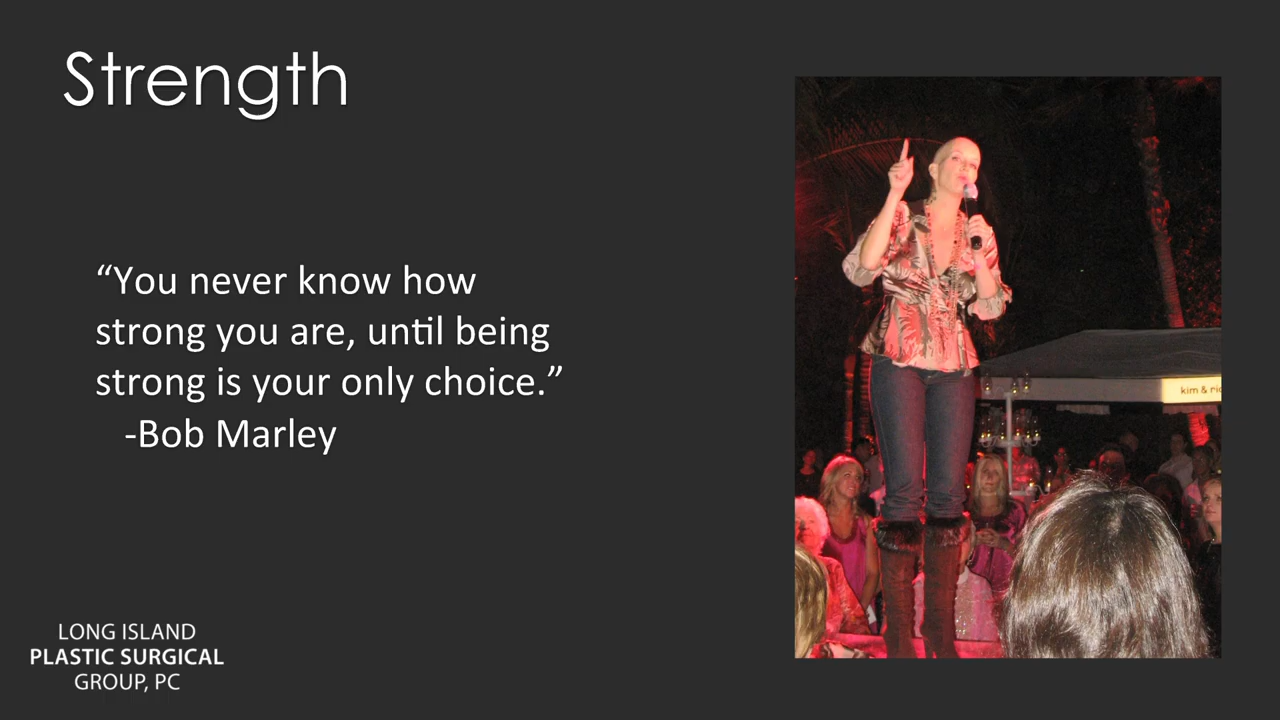 Strength
“You never know how
strong you are, until being
strong is your only choice.”
-Bob Marley
kim &
LONG ISLAND
PLASTIC SURGICAL
GROUP, PC